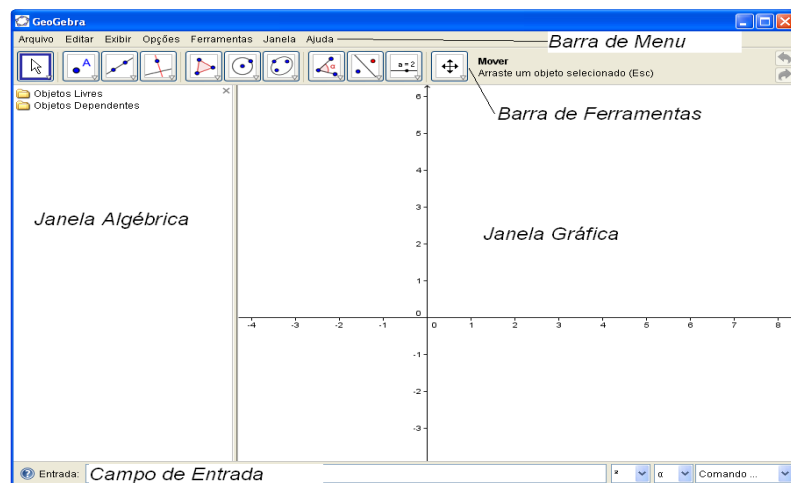 GeoGebra
Arquivo Editar Exibir Opções Ferramentas Janela Ajuda
Barra de Menu
A
α
a = 2
Mover
Arraste um objeto selecionado (Esc)
Barra de Ferramentas
Objetos Livres
Objetos Dependentes
Janela Algébrica
Janela Gráfica
6
5
4
3
2
1
0
-4 -3 -2 -1 0 1 2 3 4 5 6 7 8
-1
-2
-3
Entrada: Campo de Entrada ² α Comando ...